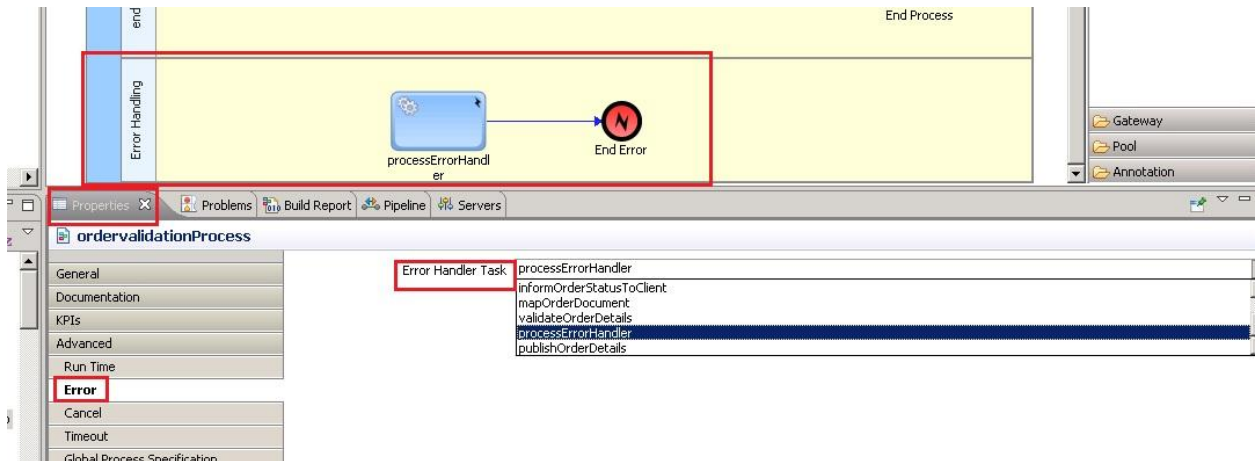 end
End Process
Error Handling
processErrorHandl
er
End Error
Gateway
Pool
Annotation
Properties
Problems
Build Report
Pipeline
Servers
ordervalidationProcess
General
Documentation
KPIs
Advanced
Run Time
Error
Cancel
Timeout
Global Process Specification
Error Handler Task
processErrorHandler
informOrderStatusToClient
mapOrderDocument
validateOrderDetails
processErrorHandler
publishOrderDetails